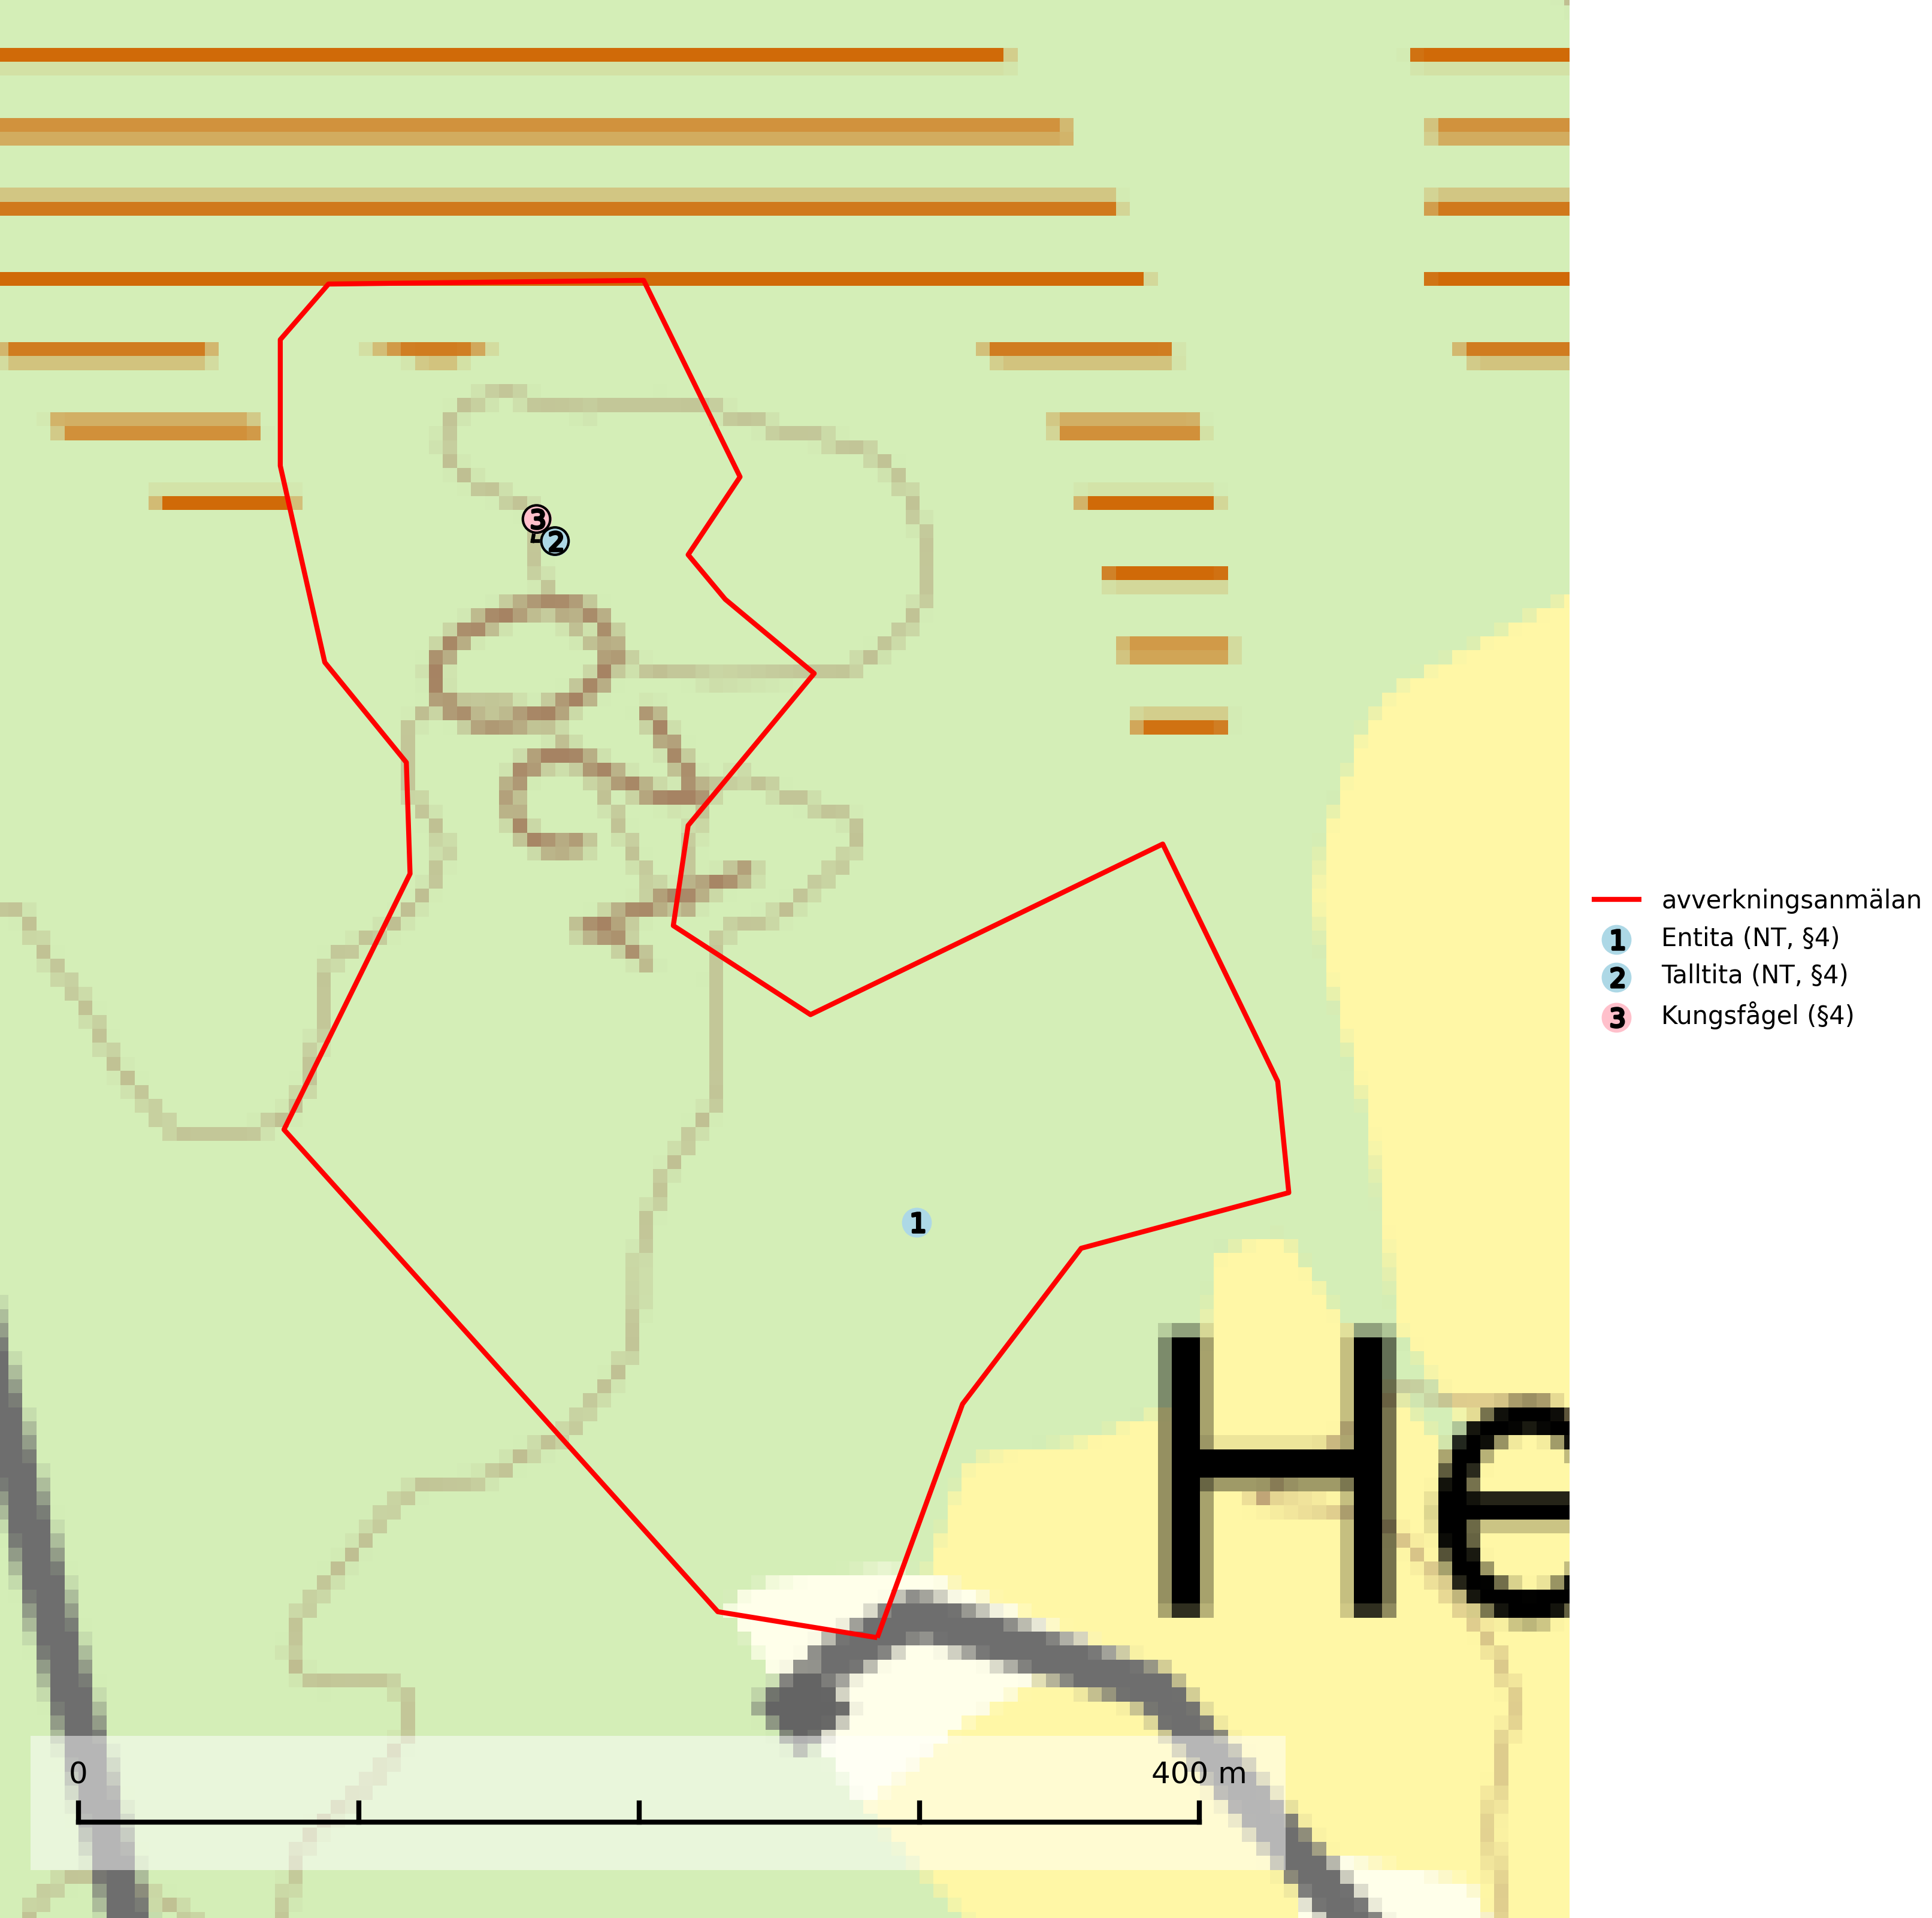 3
2
avverkningsanmälan
1 Entita (NT, §4)
2 Talltita (NT, §4)
3 Kungsfågel (§4)
1
He
0 400 m